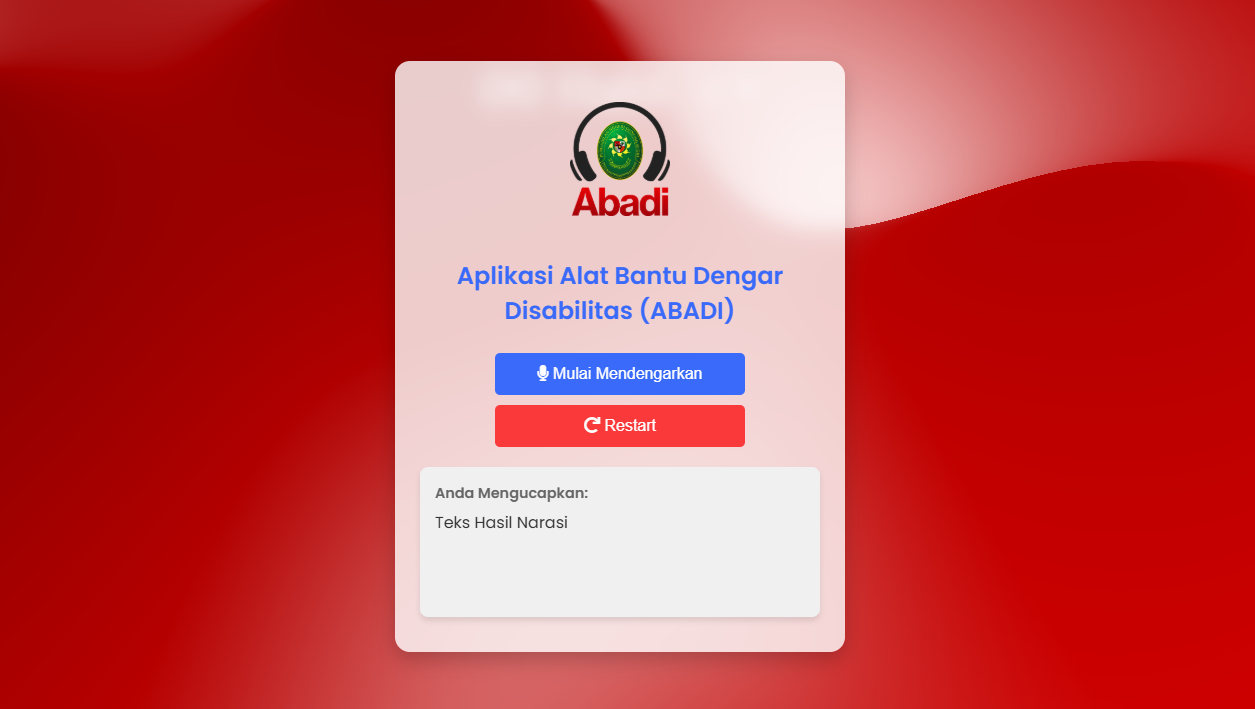 Abadi
Aplikasi Alat Bantu Dengar
Disabilitas (ABADI)
Mulai Mendengarkan
Restart
Anda Mengucapkan:
Teks Hasil Narasi